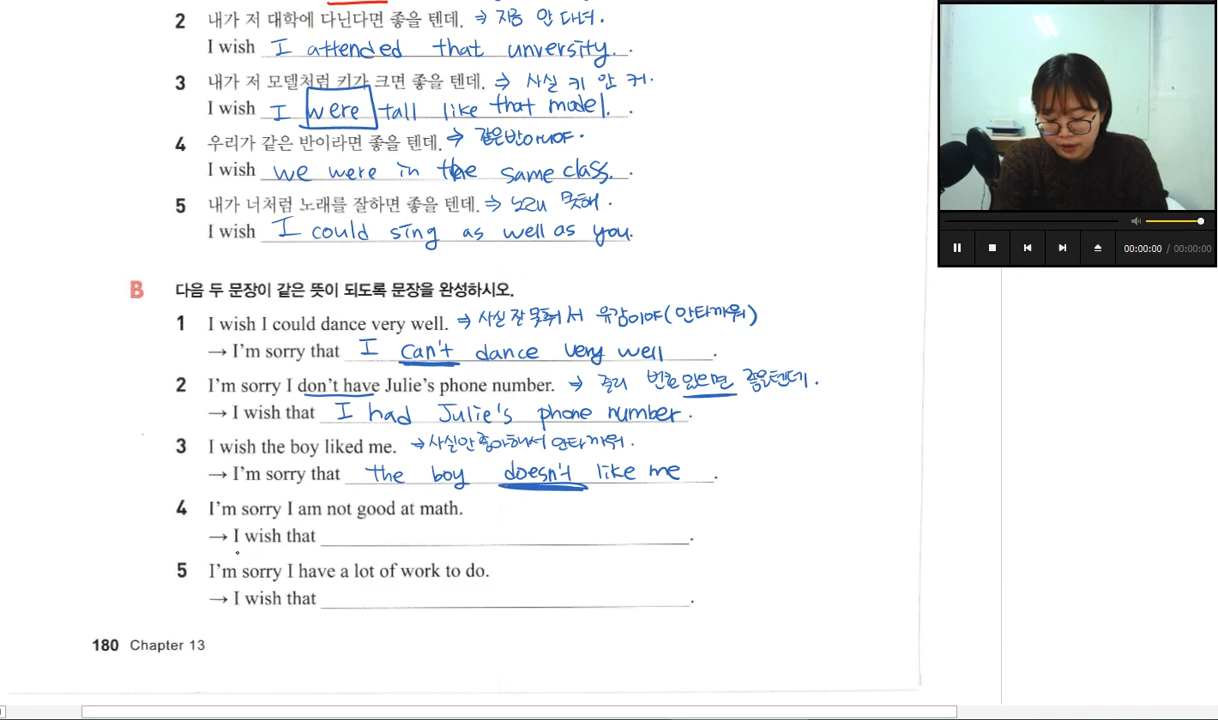 2 내가 저 대학에 다닌다면 좋을 텐데. ⇒ 지금 안 다녀.
I wish I attended that unversity.
3 내가 저 모델처럼 키가 크면 좋을 텐데. ⇒ 사실 키 안 커.
I wish I were tall like that model.
4 우리가 같은 반이라면 좋을 텐데. ⇒ 같은반아니야.
I wish we were in the same class.
5 내가 너처럼 노래를 잘하면 좋을 텐데. ⇒ 노래 못해.
I wish I could sing as well as you.
B 다음 두 문장이 같은 뜻이 되도록 문장을 완성하시오.
1 I wish I could dance very well. ⇒ 사실 잘 못춰서 유감이야(안타까워)
→ I'm sorry that I can't dance very well.
2 I'm sorry I don't have Julie's phone number. ⇒ 줄리 번호 있으면 좋을텐데.
→ I wish that I had Julie's phone number.
3 I wish the boy liked me. → 사실안좋아해서 안타까워.
→ I'm sorry that the boy doesn't like me.
4 I'm sorry I am not good at math.
→ I wish that .
5 I'm sorry I have a lot of work to do.
→ I wish that .
180 Chapter 13
00:00:00 / 00:00:00